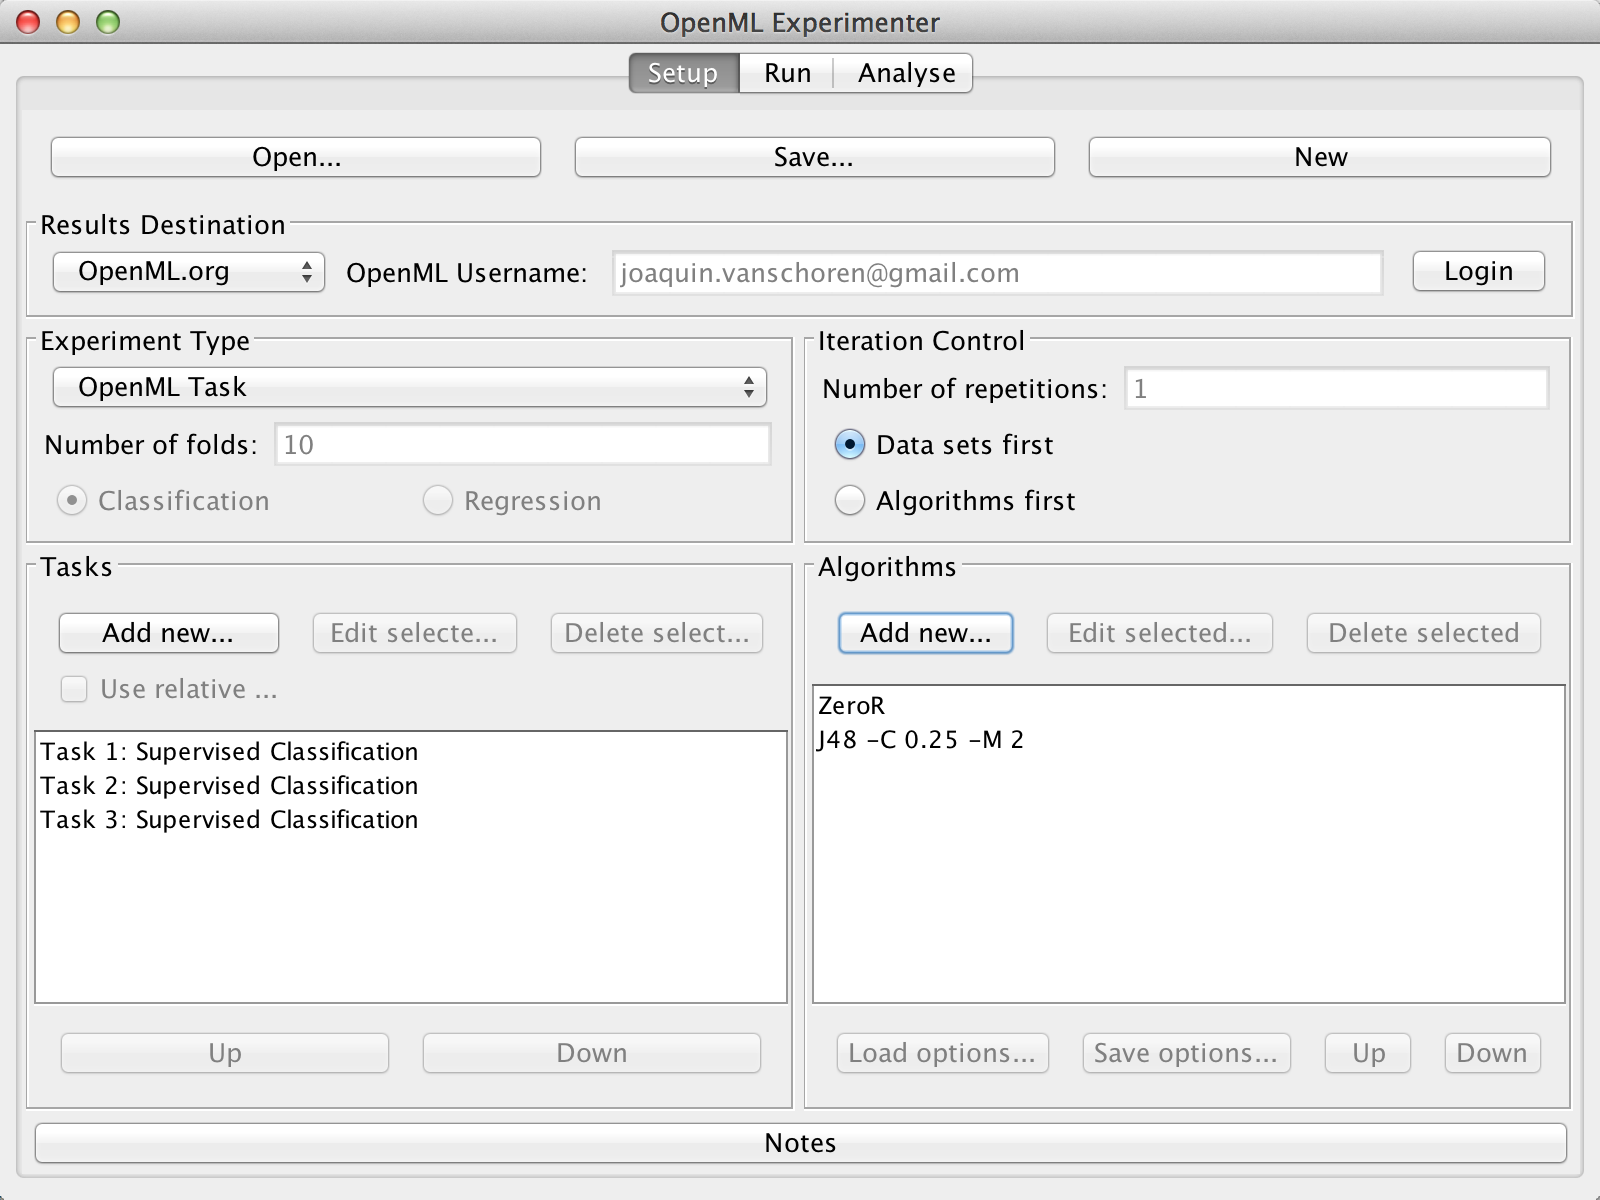 OpenML Experimenter
Setup Run Analyse
Open... Save... New
Results Destination
OpenML.org OpenML Username: joaquin.vanschoren@gmail.com Login
Experiment Type
OpenML Task
Number of folds: 10
Classification Regression
Iteration Control
Number of repetitions: 1
Data sets first
Algorithms first
Tasks
Add new... Edit selecte... Delete select...
Use relative ...
Task 1: Supervised Classification
Task 2: Supervised Classification
Task 3: Supervised Classification
Up Down
Algorithms
Add new... Edit selected... Delete selected
ZeroR
J48 -C 0.25 -M 2
Load options... Save options... Up Down
Notes